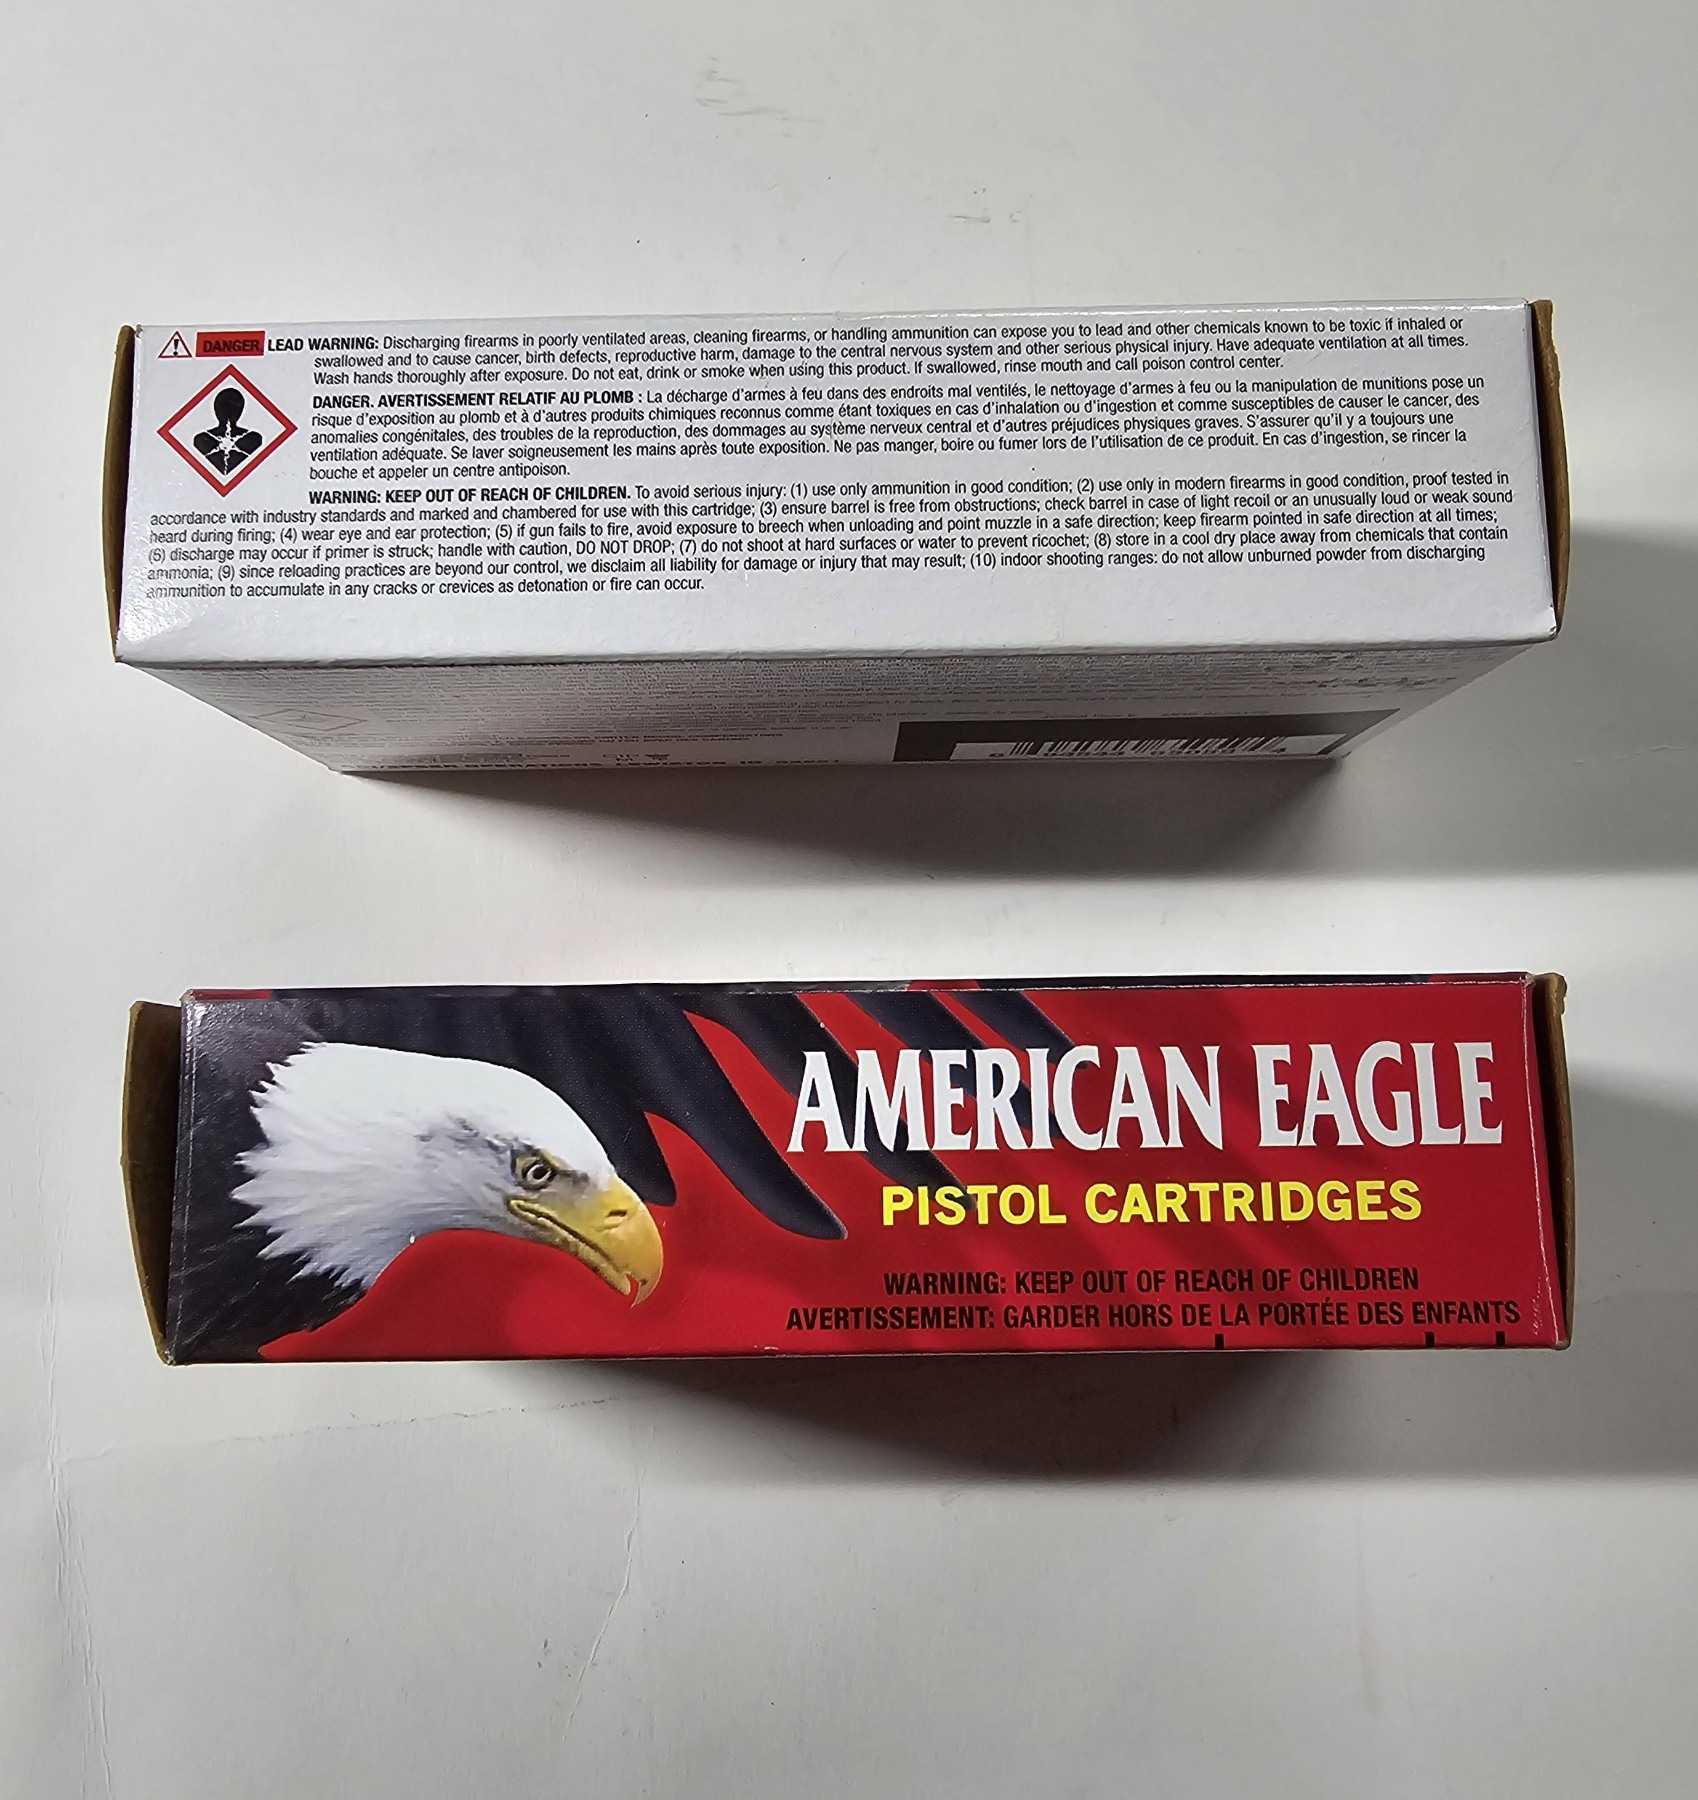 DANGER. LEAD WARNING: Discharging firearms in poorly ventilated areas, cleaning firearms, or handling ammunition can expose you to lead and other chemicals known to be toxic if inhaled or
swallowed and to cause cancer, birth defects, reproductive harm, damage to the central nervous system and other serious physical injury. Have adequate ventilation at all times.
Wash hands thoroughly after exposure. Do not eat, drink or smoke when using this product. If swallowed, rinse mouth and call poison control center.
DANGER. AVERTISSEMENT RELATIF AU PLOMB : La décharge d'armes à feu dans des endroits mal ventilés, le nettoyage d'armes à feu ou la manipulation de munitions pose un
risque d'exposition au plomb et à d'autres produits chimiques reconnus comme étant toxiques en cas d'inhalation ou d'ingestion et comme susceptibles de causer le cancer, des
anomalies congénitales, des troubles de la reproduction, des dommages au système nerveux central et d'autres préjudices physiques graves. S'assurer qu'il y a toujours une
ventilation adéquate. Se laver soigneusement les mains après toute exposition. Ne pas manger, boire ou fumer lors de l'utilisation de ce produit. En cas d'ingestion, se rincer la
bouche et appeler un centre antipoison.
WARNING: KEEP OUT OF REACH OF CHILDREN. To avoid serious injury: (1) use only ammunition in good condition; (2) use only in modern firearms in good condition, proof tested in
accordance with industry standards and marked and chambered for use with this cartridge; (3) ensure barrel is free from obstructions; check barrel in case of light recoil or an unusually loud or weak sound
heard during firing; (4) wear eye and ear protection; (5) if gun fails to fire, avoid exposure to breech when unloading and point muzzle in a safe direction; keep firearm pointed in safe direction at all times;
(6) discharge may occur if primer is struck; handle with caution, DO NOT DROP; (7) do not shoot at hard surfaces or water to prevent ricochet; (8) store in a cool dry place away from chemicals that contain
ammonia; (9) since reloading practices are beyond our control, we disclaim all liability for damage or injury that may result; (10) indoor shooting ranges: do not allow unburned powder from discharging
ammunition to accumulate in any cracks or crevices as detonation or fire can occur.
AMERICAN EAGLE
PISTOL CARTRIDGES
WARNING: KEEP OUT OF REACH OF CHILDREN
AVERTISSEMENT: GARDER HORS DE LA PORTÉE DES ENFANTS